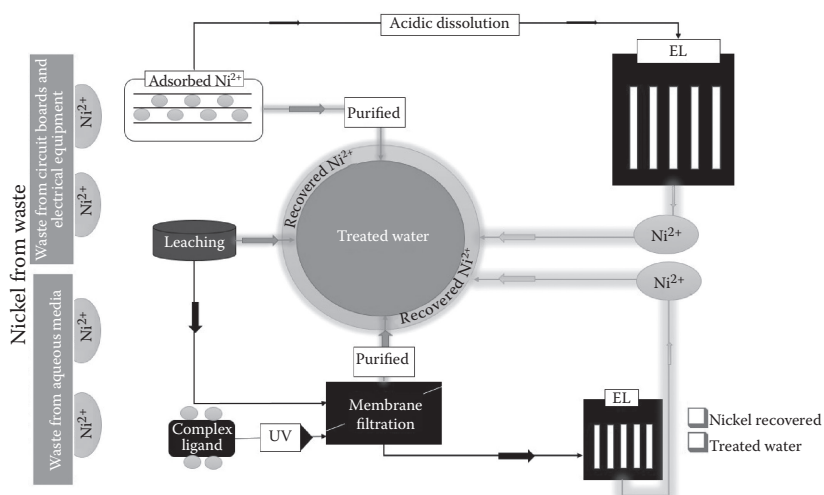 Acidic dissolution
EL
Adsorbed Ni2+
Purified
Nickel from waste
Waste from circuit boards and
electrical equipment
Ni2+
Ni2+
Recovered Ni2+
Treated water
Leaching
Ni2+
Ni2+
Recovered Ni2+
Waste from aqueous media
Ni2+
Ni2+
Purified
Membrane
filtration
Complex
ligand
UV
EL
Nickel recovered
Treated water